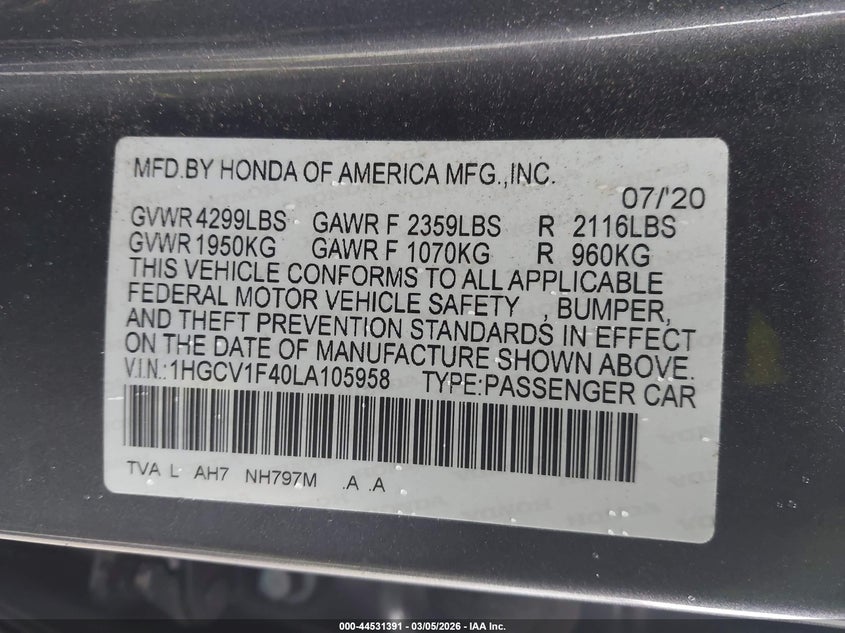 MFD.BY HONDA OF AMERICA MFG.,INC.
07/'20
GVWR 4299LBS GAWR F 2359LBS R 2116LBS
GVWR 1950KG GAWR F 1070KG R 960KG
THIS VEHICLE CONFORMS TO ALL APPLICABLE
FEDERAL MOTOR VEHICLE SAFETY , BUMPER,
AND THEFT PREVENTION STANDARDS IN EFFECT
ON THE DATE OF MANUFACTURE SHOWN ABOVE.
V.I.N.:1HGCV1F40LA105958 TYPE:PASSENGER CAR
TVA L AH7 NH797M .A .A
000-44531391 — 03/05/2026 — IAA Inc.